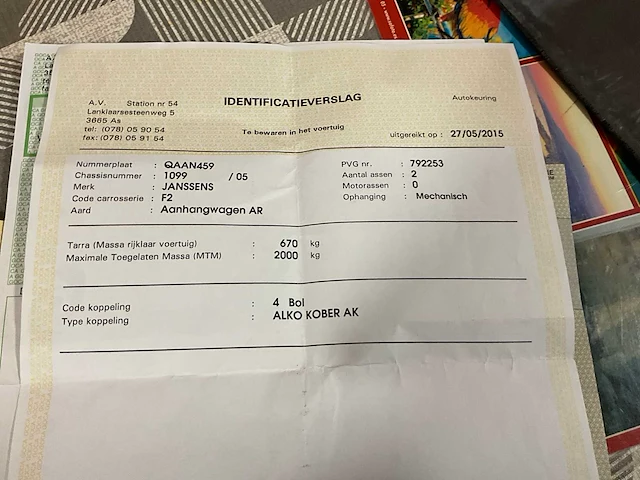 IDENTIFICATIEVERSLAG
A.V. Station nr 54
Lanklaarsesteenweg 5
3665 As
tel: (078) 05 90 54
fax: (078) 05 91 54
Autokeuring
Te bewaren in het voertuig
uitgereikt op : 27/05/2015
Nummerplaat : QAAN459
Chassisnummer : 1099 / 05
Merk : JANSSENS
Code carrosserie : F2
Aard : Aanhangwagen AR
PVG nr. : 792253
Aantal assen : 2
Motorassen : 0
Ophanging : Mechanisch
Tarra (Massa rijklaar voertuig) : 670 kg
Maximale Toegelaten Massa (MTM) : 2000 kg
Code koppeling : 4 Bol
Type koppeling : ALKO KOBER AK